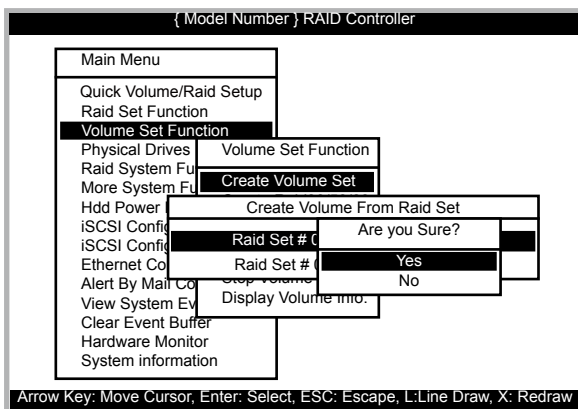 { Model Number } RAID Controller
Main Menu
Quick Volume/Raid Setup
Raid Set Function
Volume Set Function
Physical Drives
Raid System Fu
More System Fu
Hdd Power
iSCSI Config
iSCSI Config
Ethernet Co
Alert By Mail Co
View System Ev
Clear Event Buffer
Hardware Monitor
System information
Volume Set Function
Create Volume Set
Stop Volume
Display Volume Info.
Create Volume From Raid Set
Raid Set # 0
Raid Set # 0
Are you Sure?
Yes
No
Arrow Key: Move Cursor, Enter: Select, ESC: Escape, L:Line Draw, X: Redraw